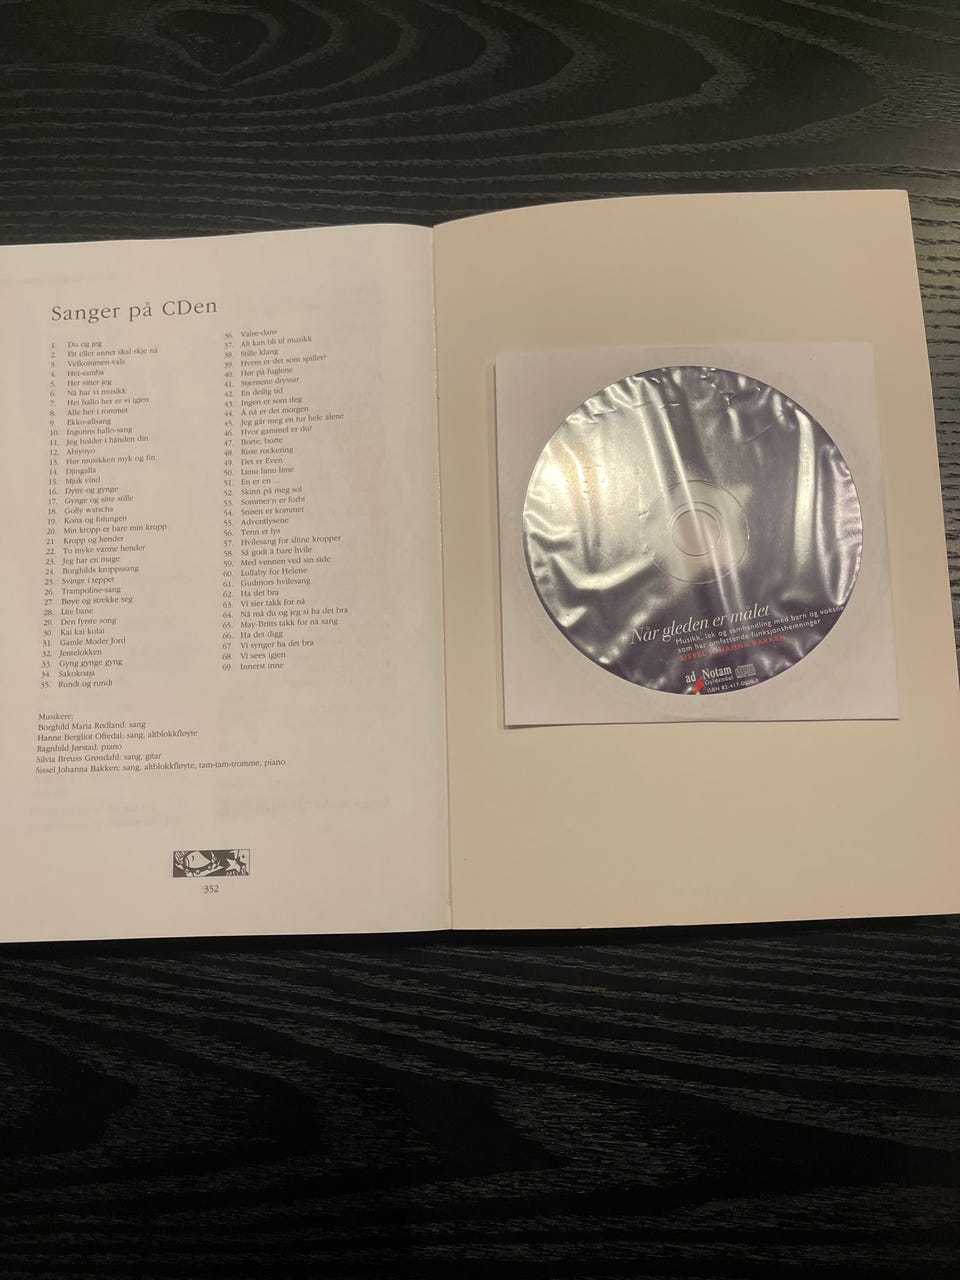 Sanger på CDen
1. Du og jeg
2. Ett eller annet skal skje nå
3. Velkommen-vals
4. Hei-samba
5. Her sitter jeg
6. Nå har vi musikk
7. Hei hallo her er vi igjen
8. Alle her i rommet
9. Ekko-allsang
10. Ingunns hallo-sang
11. Jeg holder i hånden din
12. Abiyoyo
13. Hør musikken myk og fin
14. Djingalla
15. Mjuk vind
16. Dytte og gynge
17. Gynge og sitte stille
18. Golly watscha
19. Kona og folungen
20. Min kropp er bare min kropp
21 Kropp og hender
22. To myke varme hender
23. Jeg har en mage
24. Borghilds kroppssang
25. Svinge i teppet
26. Trampoline-sang
27. Bøye og strekke seg
28. Lite bane
29. Den fyrste song
30. Kai kai kolai
31. Gamle Moder Jord
32. Jentelokken
33. Gyng gynge gyng
34. Sakokoaja
35. Rundt og rundt
36. Valse-dans
37. Alt kan bli til musikk
38. Stille klang
39. Hvem er det som spiller?
40. Hør på fuglene
41. Stjernene dryssar
42. En deilig tid
43. Ingen er som deg
44. Å nå er det morgen
45. Jeg går meg en tur hele alene
46. Hvor gammel er du?
47. Borte, borte
48. Riste rockering
49. Det er Even
50. Limu limu lime
51. En er en ...
52. Skinn på meg sol
53. Sommer'n er forbi
54. Snøen er kommet
55. Adventlysene
56. Tenn et lys
57. Hvilesang for slitne kropper
58. Så godt å bare hvile
59. Med vennen ved sin side
60. Lullaby for Helene
61. Gudmors hvilesang
62. Ha det bra
63. Vi sier takk for nå
64. Nå må du og jeg si ha det bra
65. May-Britts takk for nå sang
66. Ha det digg
67. Vi synger ha det bra
68. Vi sees igjen
69. Innerst inne
Musikere:
Borghild Maria Rødland: sang
Hanne Bergliot Oftedal: sang, altblokkfløyte
Ragnhild Jørstad: piano
Silvia Breuss Grøndahl: sang, gitar
Sissel Johanna Bakken: sang, altblokkfløyte, tam-tam-tromme, piano
352
Når gleden er målet
Musikk, lek og samhandling med barn og voksne
som har omfattende funksjonshemninger
SISSEL JOHANNA BAKKEN
ad Notam
Gyldendal
ISBN 82-417-